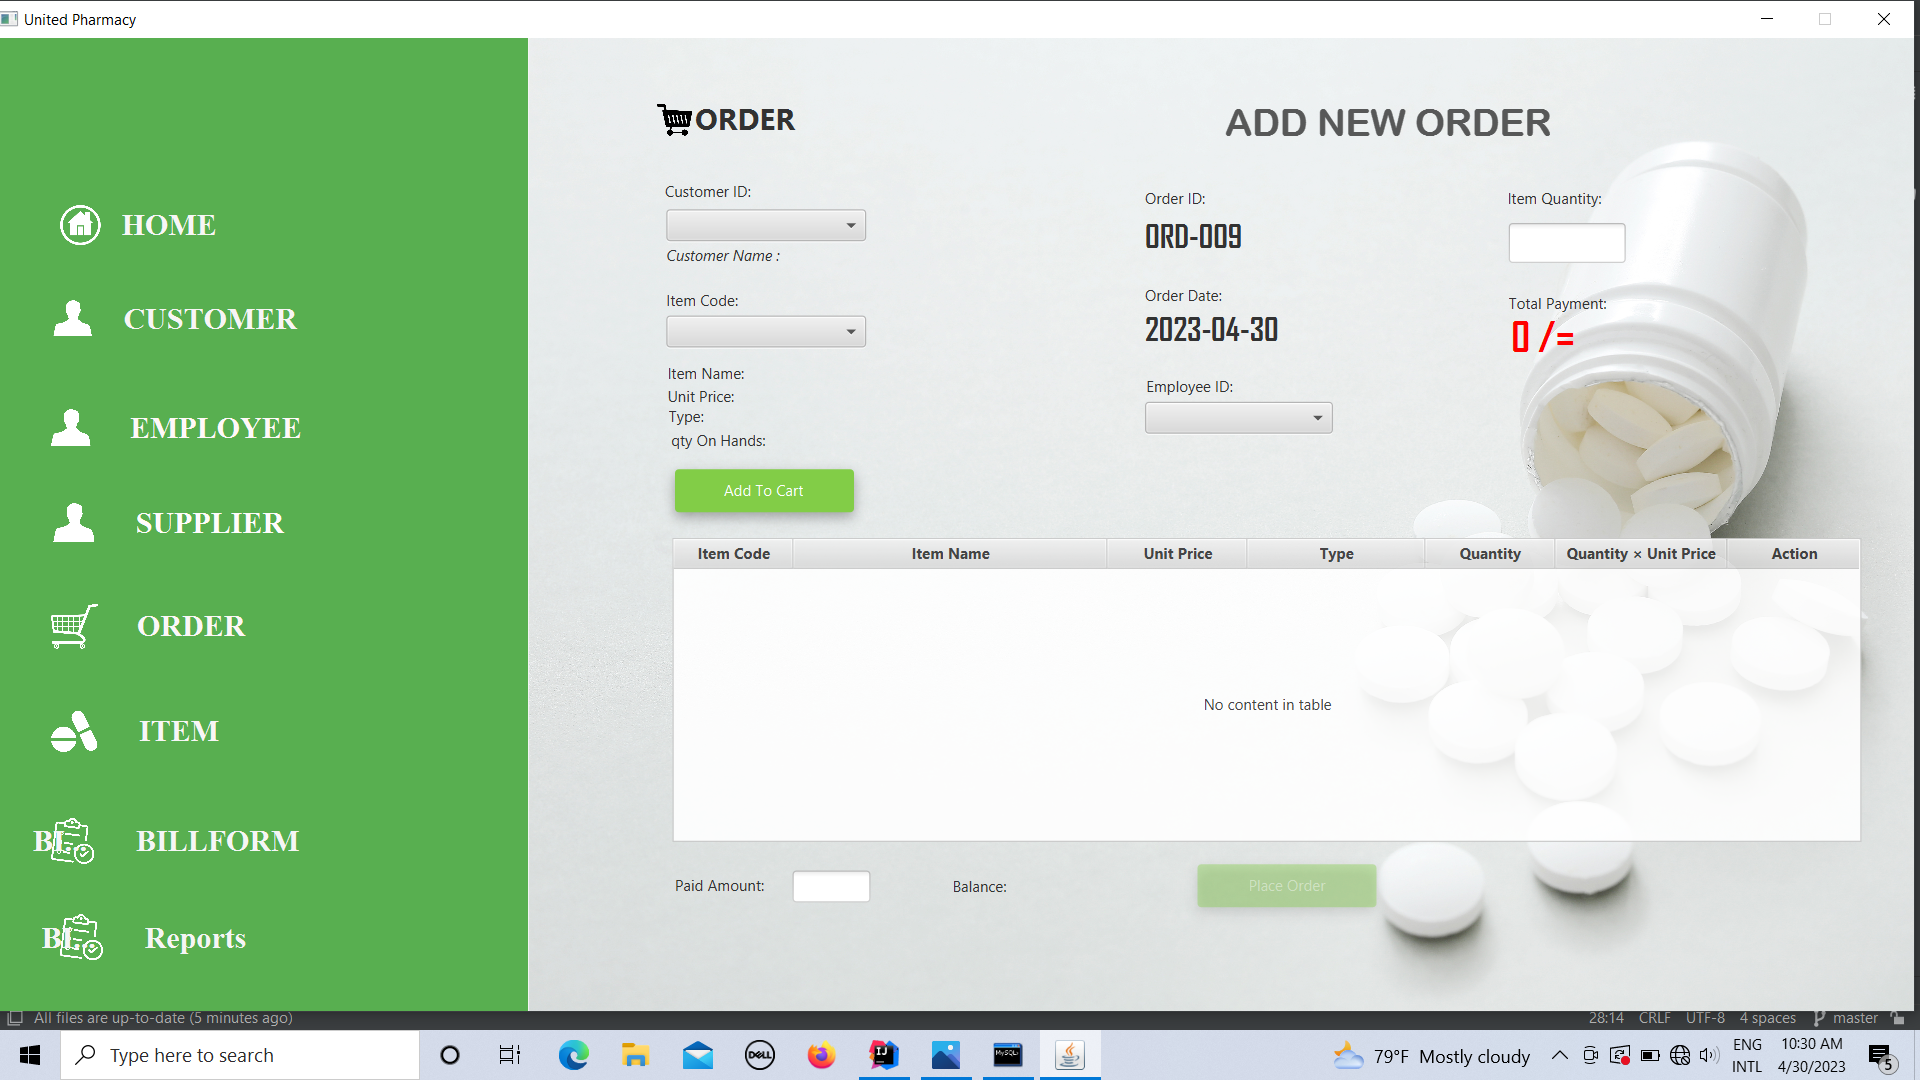 United Pharmacy
HOME
CUSTOMER
EMPLOYEE
SUPPLIER
ORDER
ITEM
BI...
BILLFORM
BI...
Reports
ORDER
ADD NEW ORDER
Customer ID:
Customer Name :
Item Code:
Item Name:
Unit Price:
Type:
qty On Hands:
Add To Cart
Order ID:
ORD-009
Order Date:
2023-04-30
Employee ID:
Item Quantity:
Total Payment:
0 /=
Item Code Item Name Unit Price Type Quantity Quantity × Unit Price Action
No content in table
Paid Amount: Balance: Place Order
All files are up-to-date (5 minutes ago) 28:14 CRLF UTF-8 4 spaces master
Type here to search
DELL
IJ
MySQL
79°F Mostly cloudy
ENG
INTL
10:30 AM
4/30/2023
5